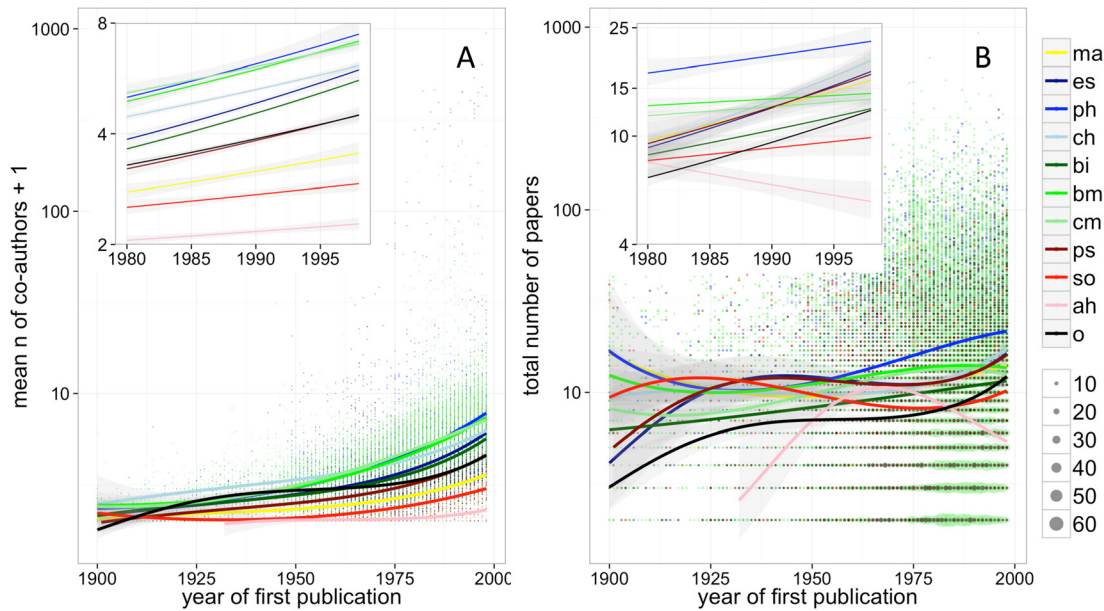 A
mean n of co-authors + 1
1000
100
10
8
4
2
1980
1985
1990
1995
1900
1925
1950
1975
2000
year of first publication
B
total number of papers
1000
100
10
25
15
10
4
1980
1985
1990
1995
1900
1925
1950
1975
2000
year of first publication
ma
es
ph
ch
bi
bm
cm
ps
so
ah
o
10
20
30
40
50
60